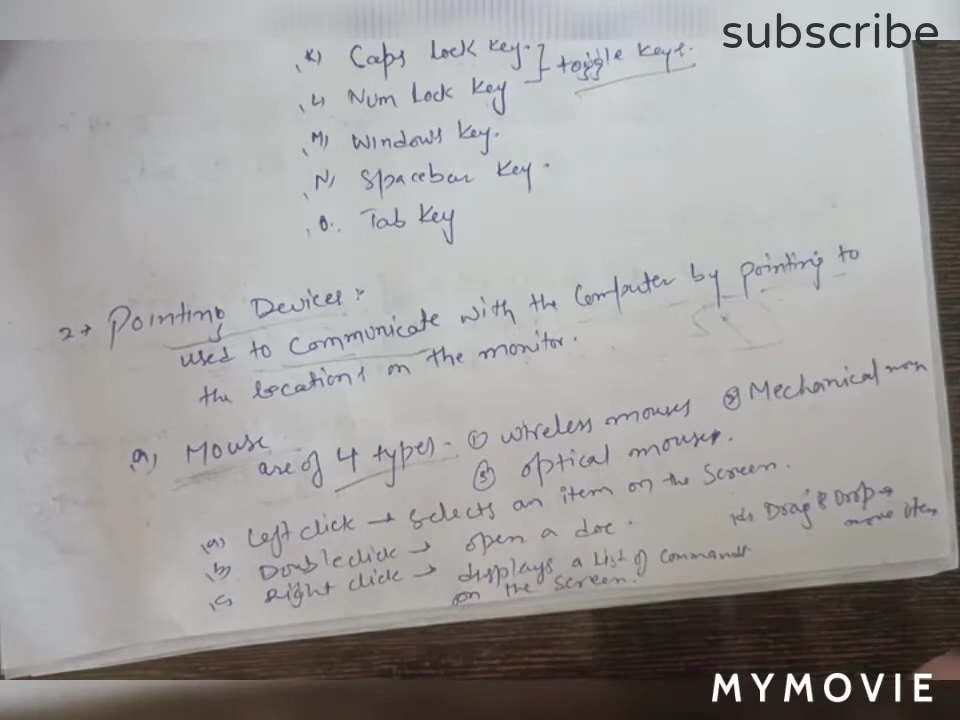 subscribe
K) Caps Lock key.
L) Num Lock key } toggle keys.
M) Windows key.
N) Spacebar key.
O. Tab key
2→ Pointing Devices:
used to communicate with the Computer by pointing to
the locations on the monitor.
a) Mouse
are of 4 types - ① wireless mouses ② Mechanical
③ optical mouses.
(a) Left click → Selects an item on the Screen.
(b) Double click → open a doc.
(d) Drag & Drop →
move item
(c) Right click → displays a List of Commands
on the screen.
MYMOVIE